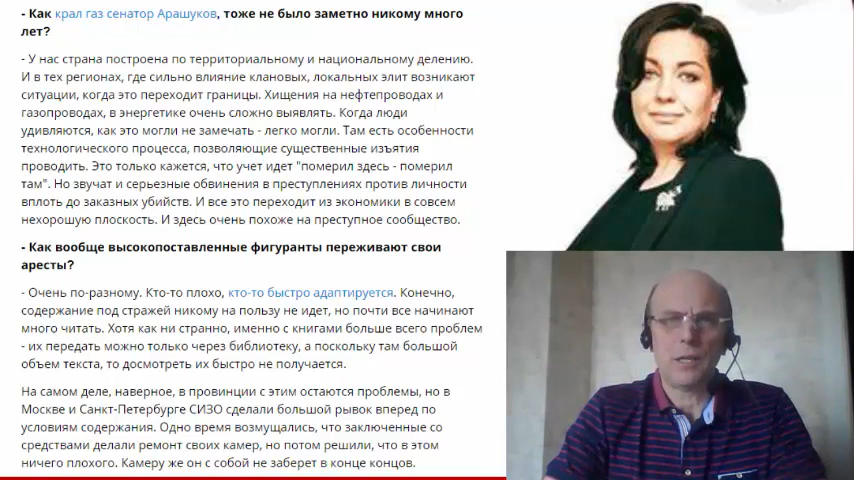 - Как крал газ сенатор Арашуков, тоже не было заметно никому много
лет?
- У нас страна построена по территориальному и национальному делению.
И в тех регионах, где сильно влияние клановых, локальных элит возникают
ситуации, когда это переходит границы. Хищения на нефтепроводах и
газопроводах, в энергетике очень сложно выявлять. Когда люди
удивляются, как это могли не замечать - легко могли. Там есть особенности
технологического процесса, позволяющие существенные изъятия
проводить. Это только кажется, что учет идет "померил здесь - померил
там". Но звучат и серьезные обвинения в преступлениях против личности
вплоть до заказных убийств. И все это переходит из экономики в совсем
нехорошую плоскость. И здесь очень похоже на преступное сообщество.
- Как вообще высокопоставленные фигуранты переживают свои
аресты?
- Очень по-разному. Кто-то плохо, кто-то быстро адаптируется. Конечно,
содержание под стражей никому на пользу не идет, но почти все начинают
много читать. Хотя как ни странно, именно с книгами больше всего проблем
- их передать можно только через библиотеку, а поскольку там большой
объем текста, то досмотреть их быстро не получается.
На самом деле, наверное, в провинции с этим остаются проблемы, но в
Москве и Санкт-Петербурге СИЗО сделали большой рывок вперед по
условиям содержания. Одно время возмущались, что заключенные со
средствами делали ремонт своих камер, но потом решили, что в этом
ничего плохого. Камеру же он с собой не заберет в конце концов.